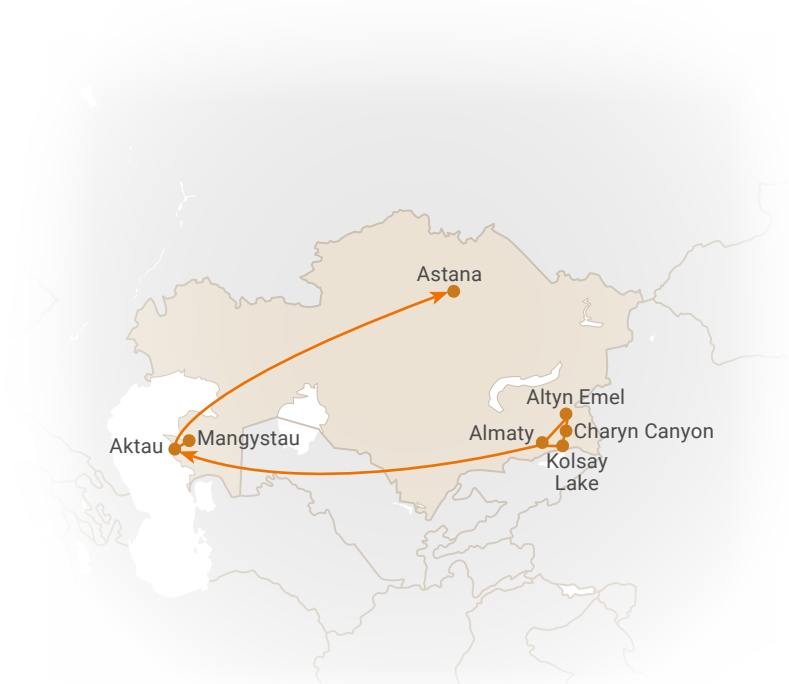 Astana
Altyn Emel
Almaty
Charyn Canyon
Mangystau
Aktau
Kolsay
Lake